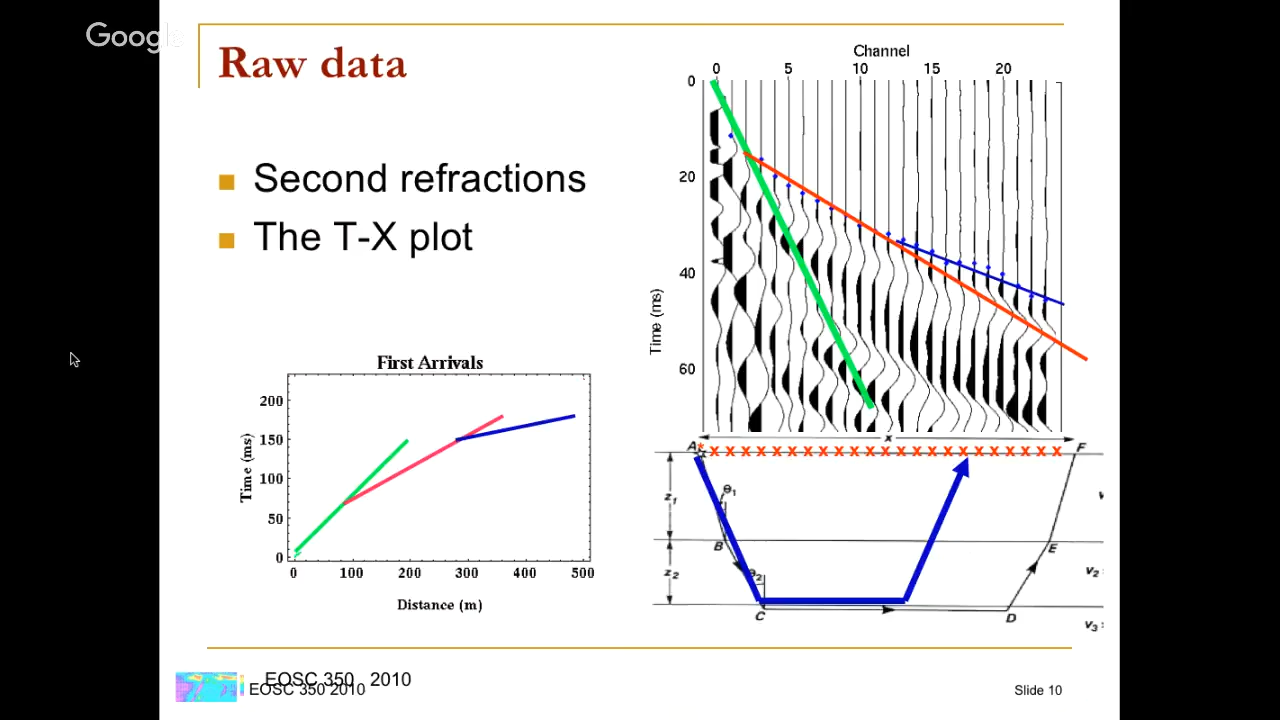 Google
Raw data
Second refractions
The T-X plot
Channel
0 5 10 15 20
0
20
40
60
Time (ms)
First Arrivals
200
150
100
50
0
Time (ms)
0 100 200 300 400 500
Distance (m)
x
A
F
z1
θ1
B
E
z2
θ2
v2
C
D
v3
EOSC 350 2010
EOSC 350 2010
Slide 10